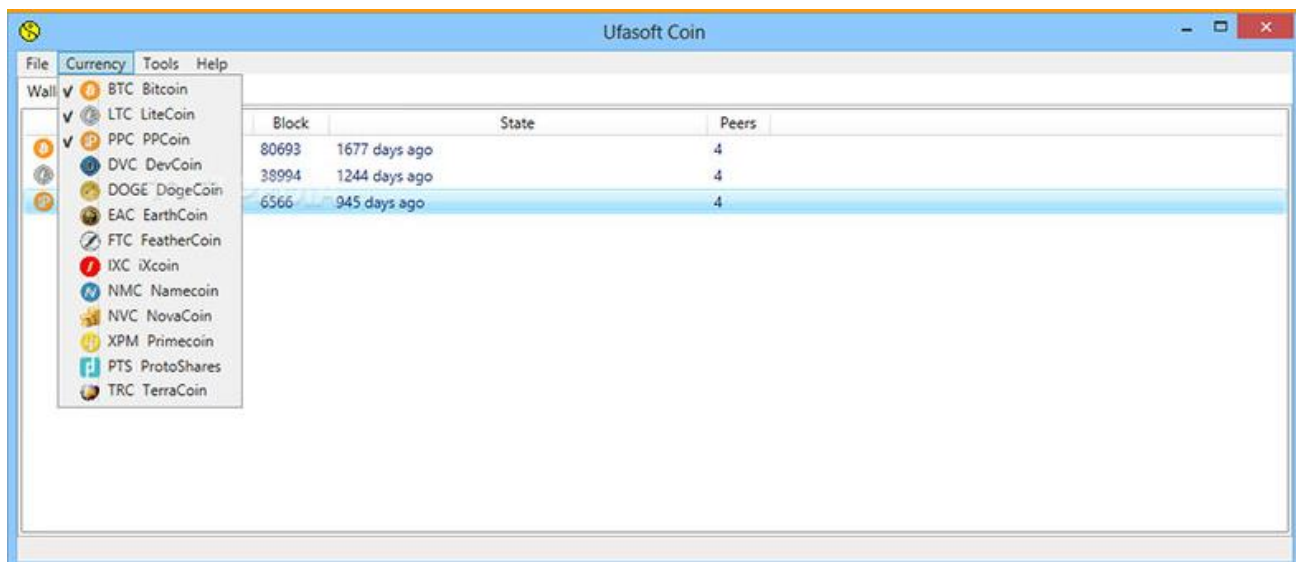 Ufasoft Coin
File Currency Tools Help
Wall
BTC Bitcoin
LTC LiteCoin
PPC PPCoin
DVC DevCoin
DOGE DogeCoin
EAC EarthCoin
FTC FeatherCoin
IXC iXcoin
NMC Namecoin
NVC NovaCoin
XPM Primecoin
PTS ProtoShares
TRC TerraCoin
Block State Peers
80693 1677 days ago 4
38994 1244 days ago 4
6566 945 days ago 4